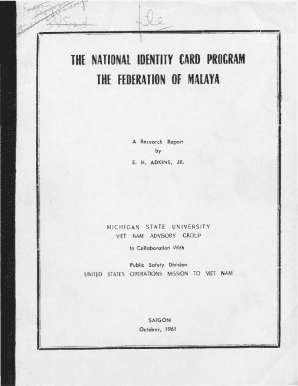 file
THE NATIONAL IDENTITY CARD PROGRAM
THE FEDERATION OF MALAYA
A Research Report
by
E. H. ADKINS, JR.
MICHIGAN STATE UNIVERSITY
VIET NAM ADVISORY GROUP
In Collaboration With
Public Safety Division
UNITED STATES OPERATIONS MISSION TO VIET NAM
SAIGON
October, 1961